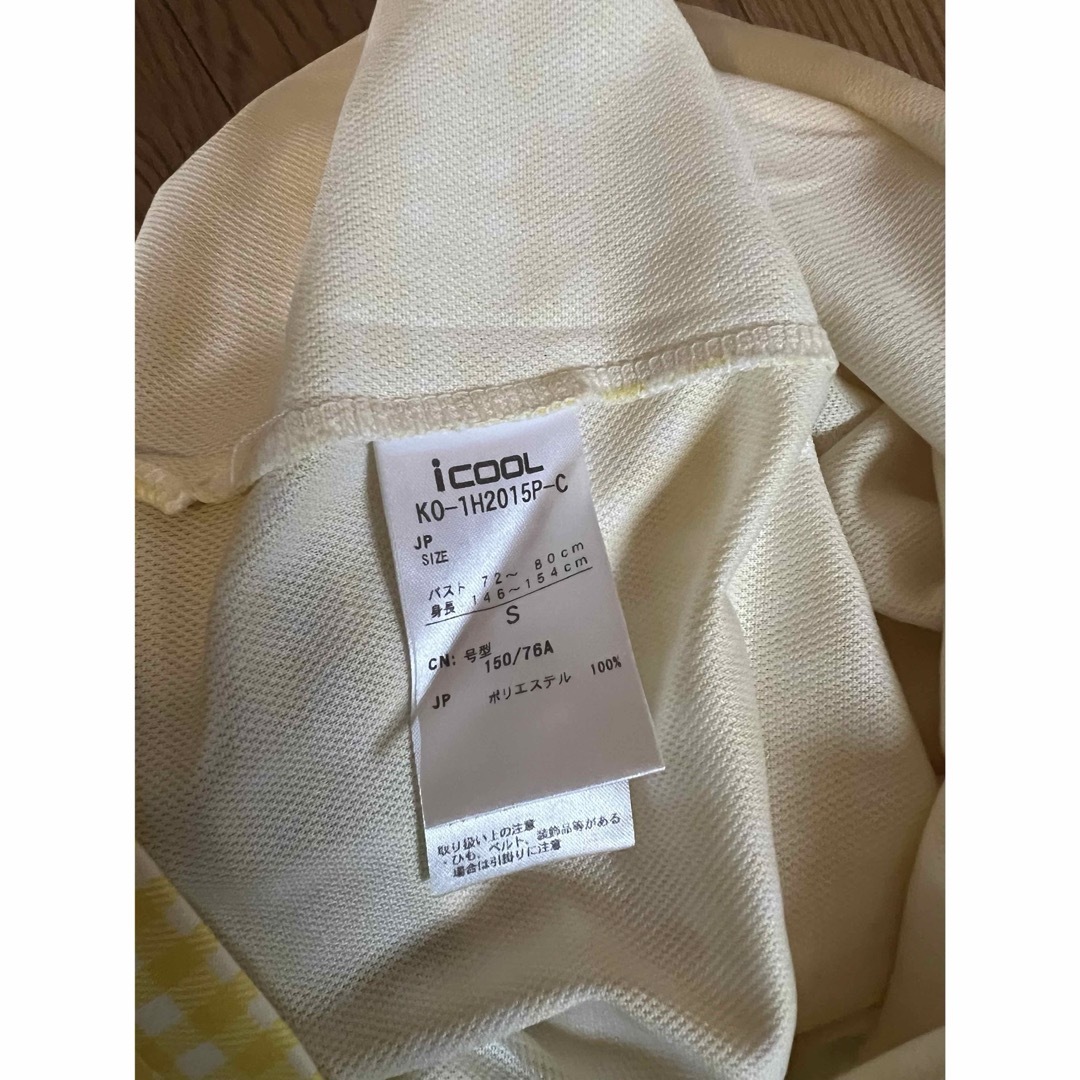 iCOOL
KO-1H2015P-C
JP
SIZE
バスト 72～ 80cm
身長 146～154cm
S
CN: 号型 150/76A
JP ポリエステル 100%
取り扱い上の注意
・ひも、ベルト、装飾品等がある
場合は引掛りに注意